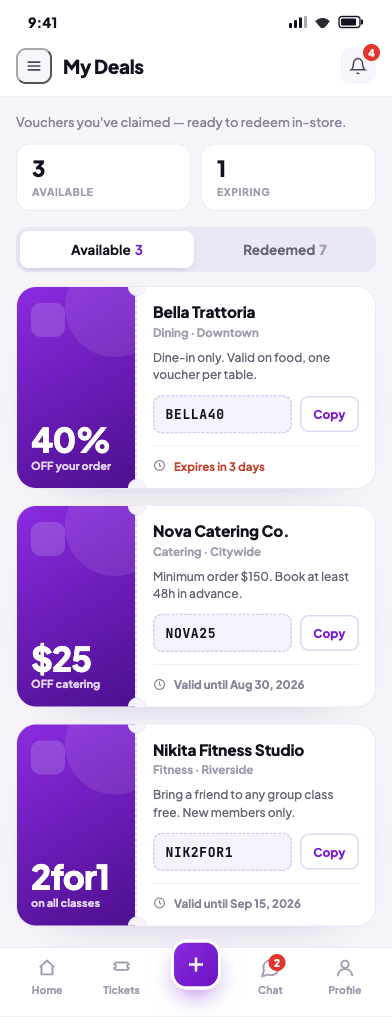 9:41
My Deals
4
Vouchers you've claimed — ready to redeem in-store.
3
AVAILABLE
1
EXPIRING
Available 3
Redeemed 7
40%
OFF your order
Bella Trattoria
Dining · Downtown
Dine-in only. Valid on food, one
voucher per table.
BELLA40
Copy
Expires in 3 days
$25
OFF catering
Nova Catering Co.
Catering · Citywide
Minimum order $150. Book at least
48h in advance.
NOVA25
Copy
Valid until Aug 30, 2026
2for1
on all classes
Nikita Fitness Studio
Fitness · Riverside
Bring a friend to any group class
free. New members only.
NIK2FOR1
Copy
Valid until Sep 15, 2026
Home
Tickets
+
2
Chat
Profile